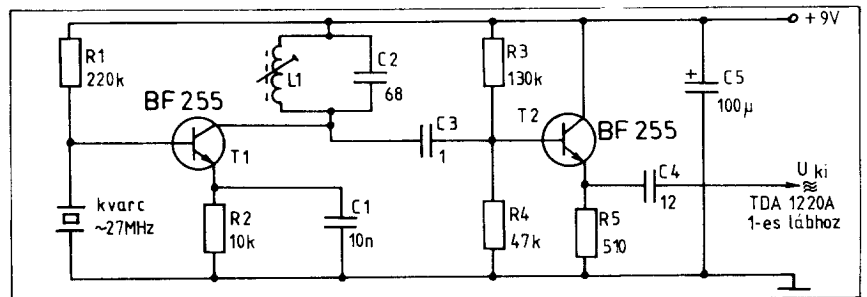 +9V
R1
220k
BF 255
T1
kvarc
~27MHz
R2
10k
C1
10n
L1
C2
68
C3
1
R3
130k
R4
47k
T2
BF 255
R5
510
C4
12
+
C5
100µ
U ki
≈
TDA 1220A
1-es lábhoz